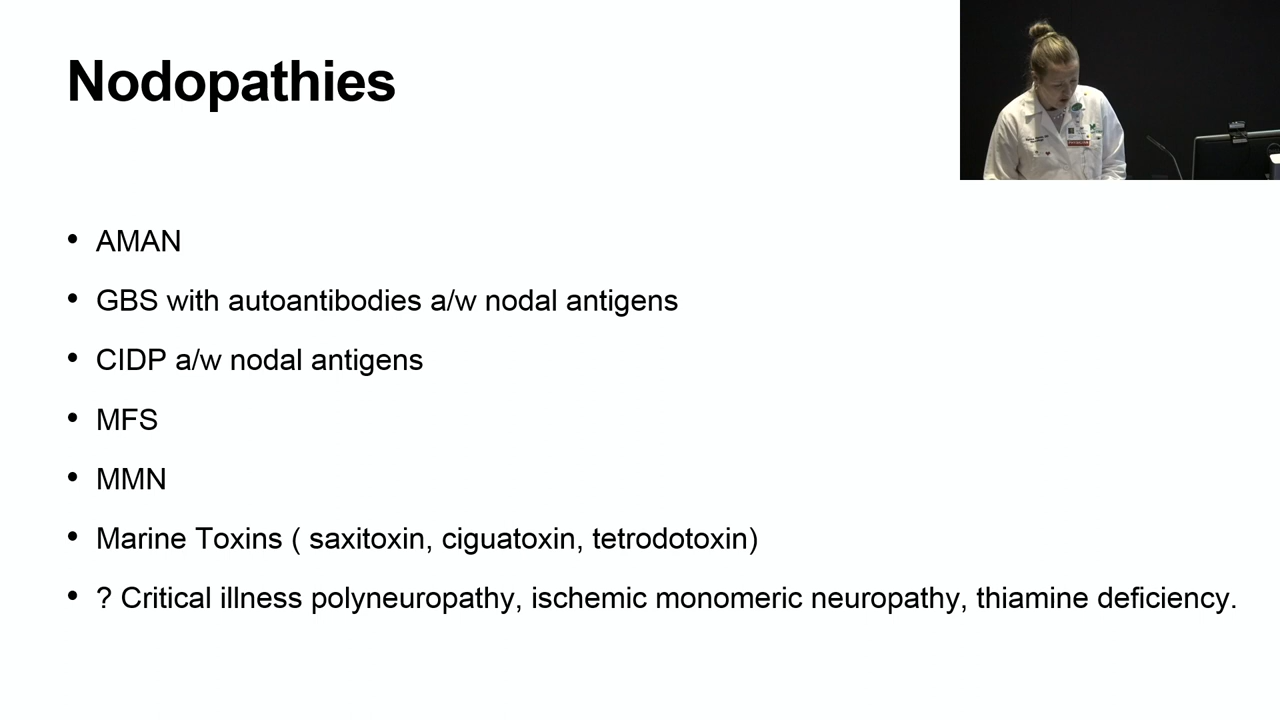 Nodopathies
• AMAN
• GBS with autoantibodies a/w nodal antigens
• CIDP a/w nodal antigens
• MFS
• MMN
• Marine Toxins ( saxitoxin, ciguatoxin, tetrodotoxin)
• ? Critical illness polyneuropathy, ischemic monomeric neuropathy, thiamine deficiency.